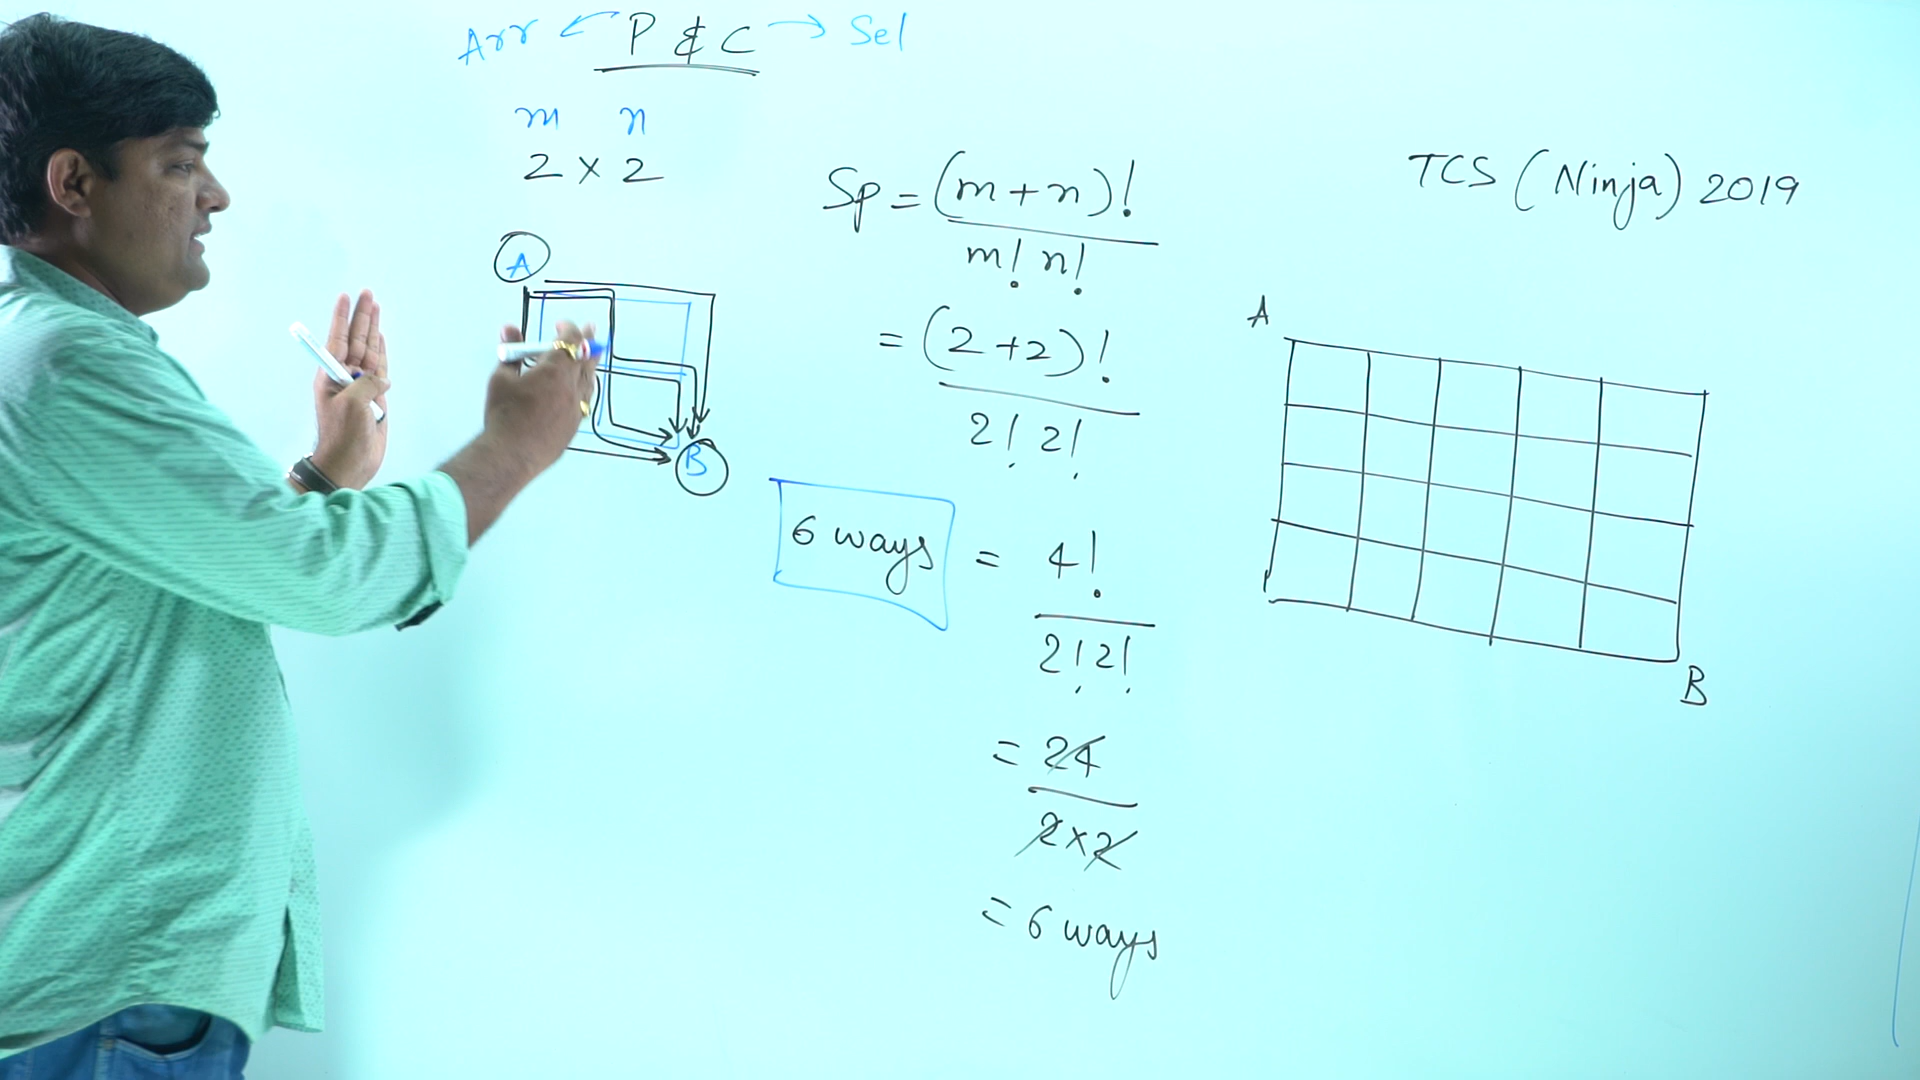 Arr ← P & C → Sel
m n
2 × 2
A
B
Sp = (m + n)!
m! n!
= (2 + 2)!
2! 2!
6 ways = 4!
2! 2!
= 24
2 × 2
= 6 ways
TCS (Ninja) 2019
A
B